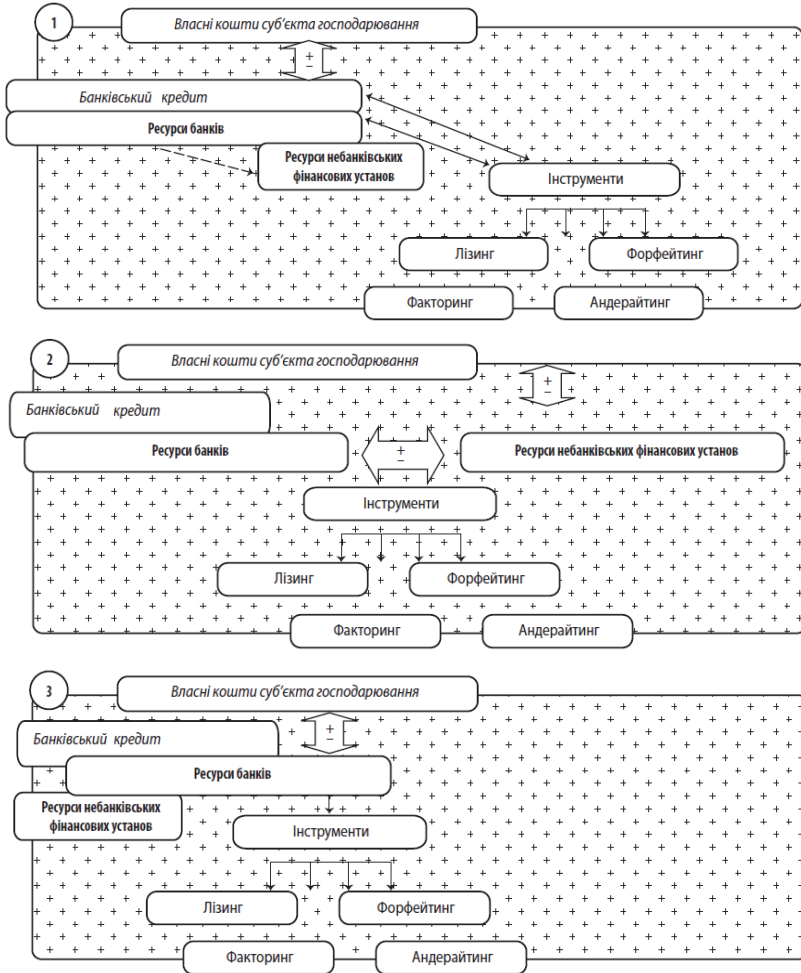 1
Власні кошти суб’єкта господарювання
+
−
Банківський кредит
Ресурси банків
Ресурси небанківських
фінансових установ
Інструменти
Лізинг
Форфейтинг
Факторинг
Андерайтинг
2
Власні кошти суб’єкта господарювання
+
−
Банківський кредит
Ресурси банків
+
−
Ресурси небанківських фінансових установ
Інструменти
Лізинг
Форфейтинг
Факторинг
Андерайтинг
3
Власні кошти суб’єкта господарювання
+
−
Банківський кредит
Ресурси банків
Ресурси небанківських
фінансових установ
Інструменти
Лізинг
Форфейтинг
Факторинг
Андерайтинг